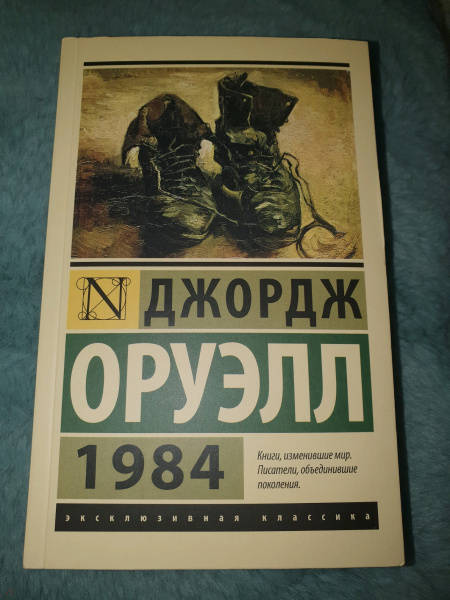 N ДЖОРДЖ
ОРУЭЛЛ
1984
Книги, изменившие мир.
Писатели, объединившие
поколения.
эксклюзивная классика